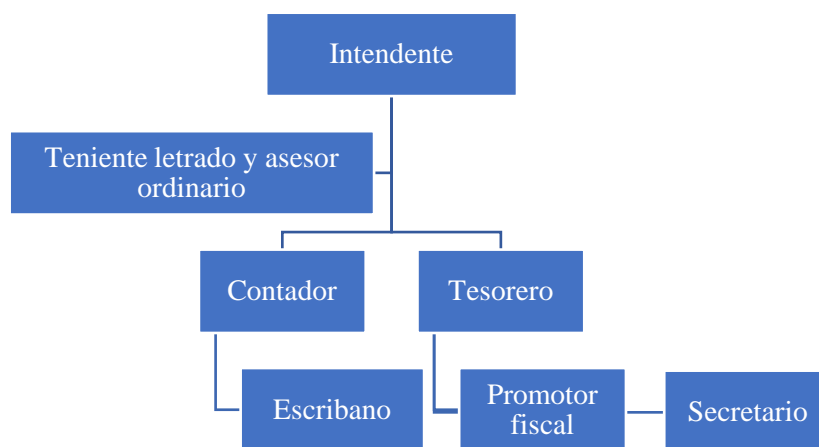 Intendente
Teniente letrado y asesor
ordinario
Contador
Tesorero
Escribano
Promotor
fiscal
Secretario